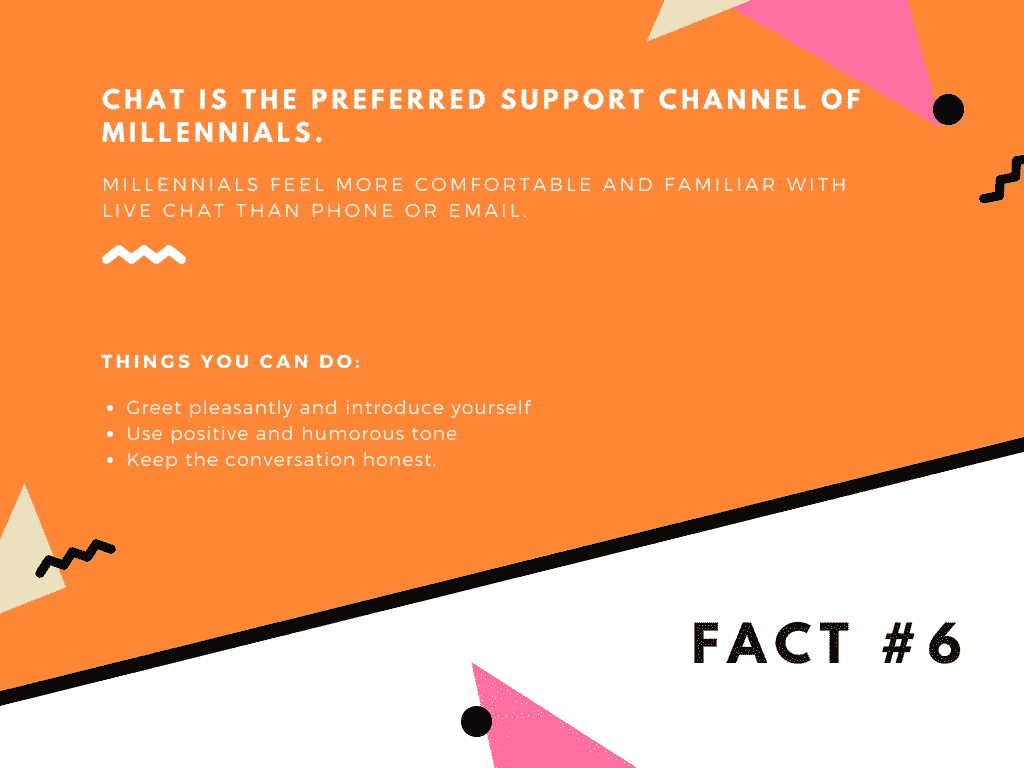 CHAT IS THE PREFERRED SUPPORT CHANNEL OF
MILLENNIALS.
MILLENNIALS FEEL MORE COMFORTABLE AND FAMILIAR WITH
LIVE CHAT THAN PHONE OR EMAIL.
THINGS YOU CAN DO:
• Greet pleasantly and introduce yourself
• Use positive and humorous tone
• Keep the conversation honest.
FACT #6